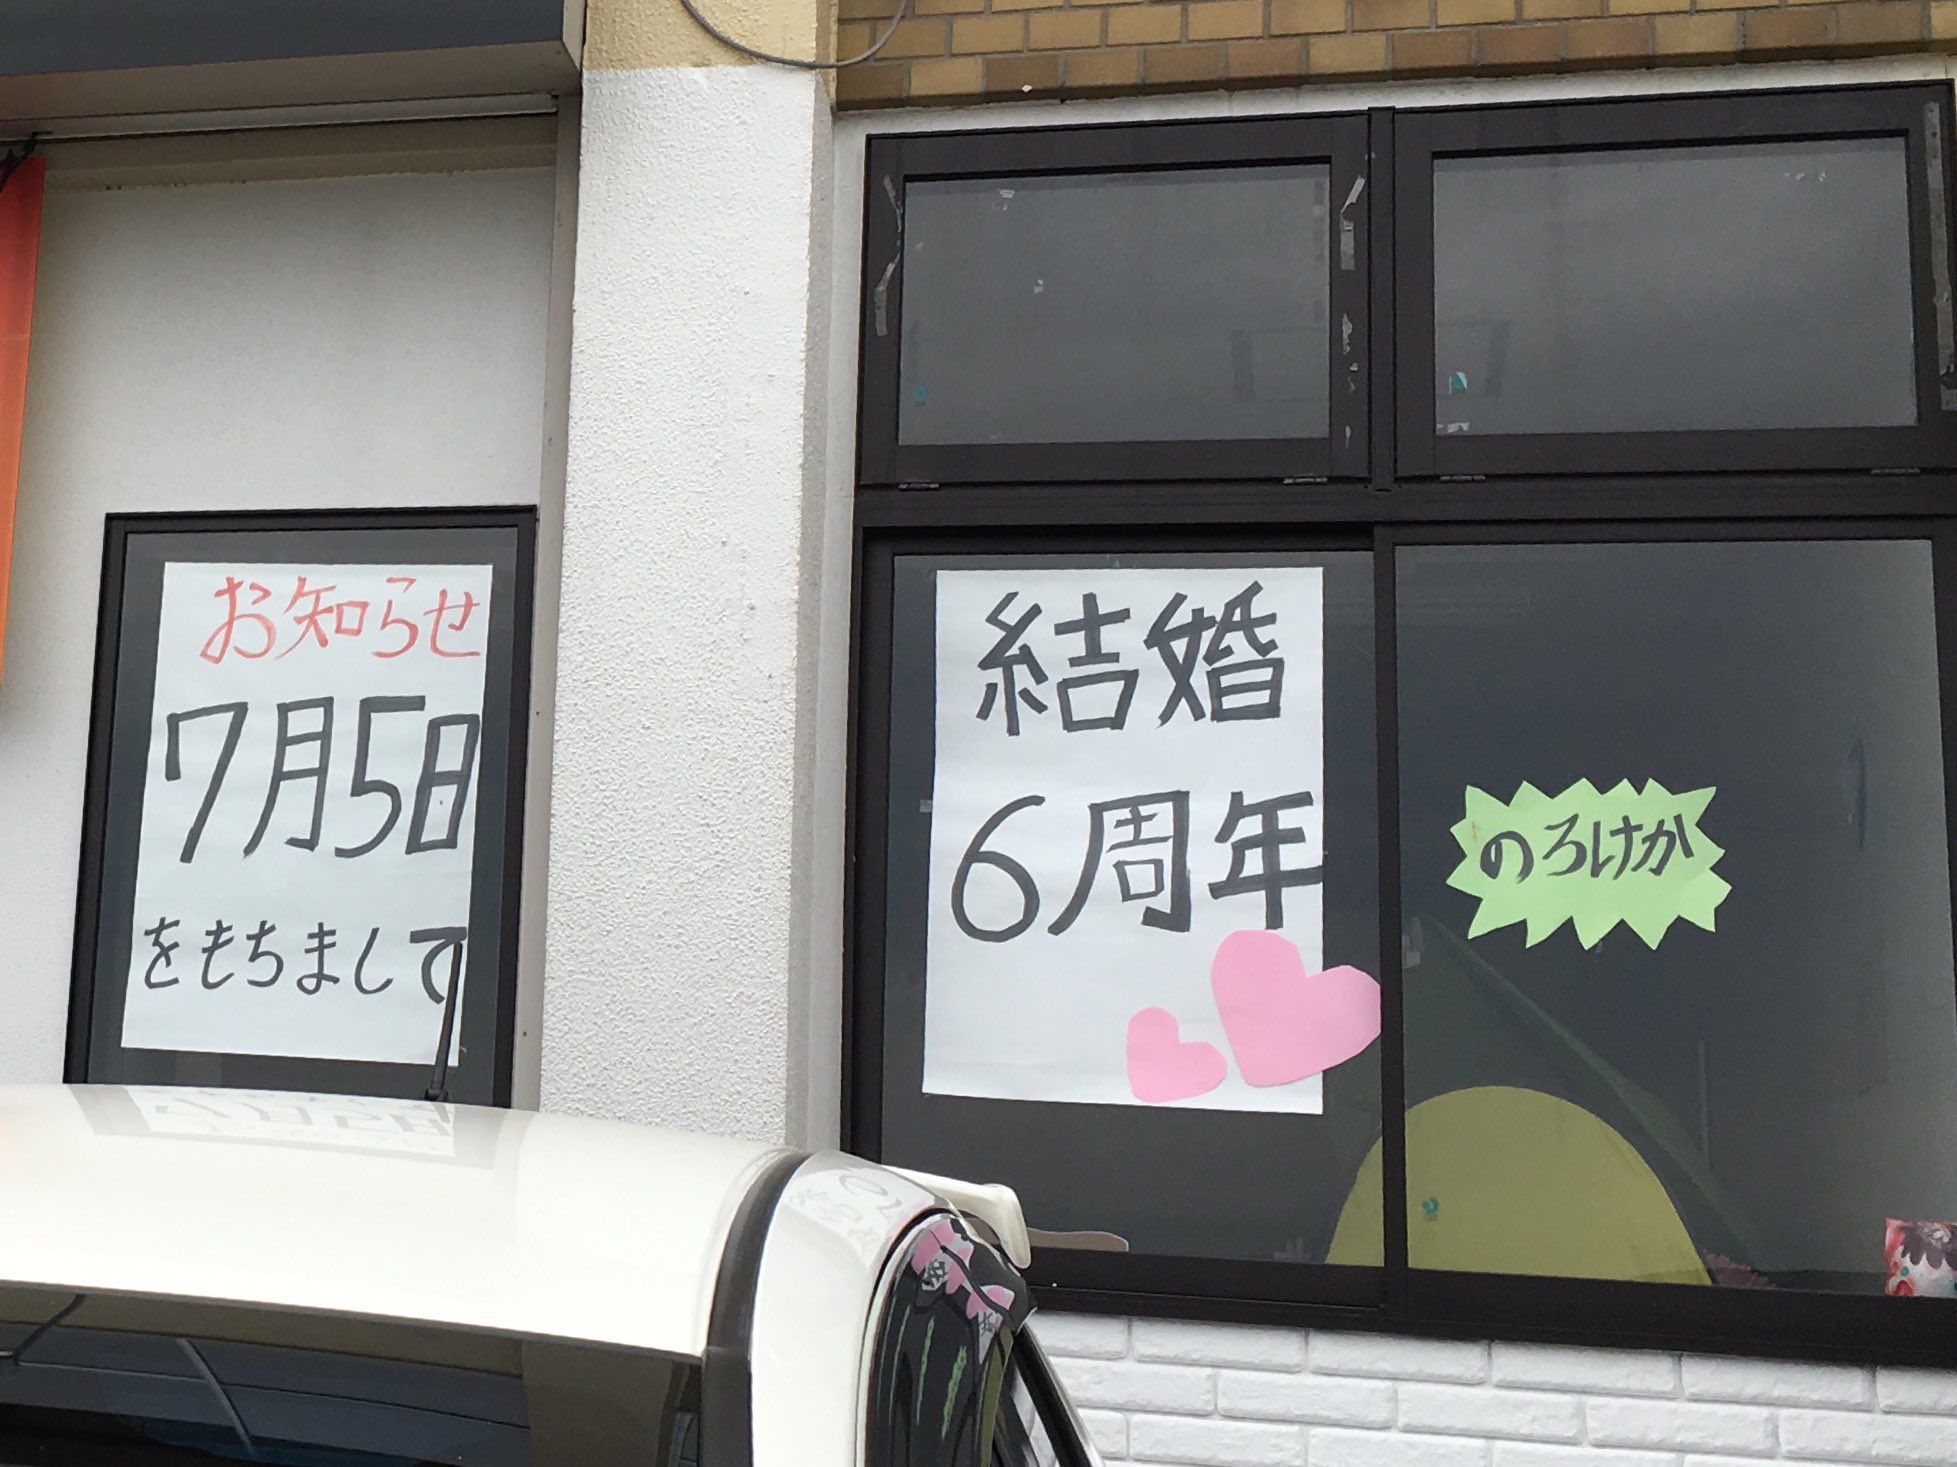 お知らせ
7月5日
をもちまして
結婚
6周年
のろけか